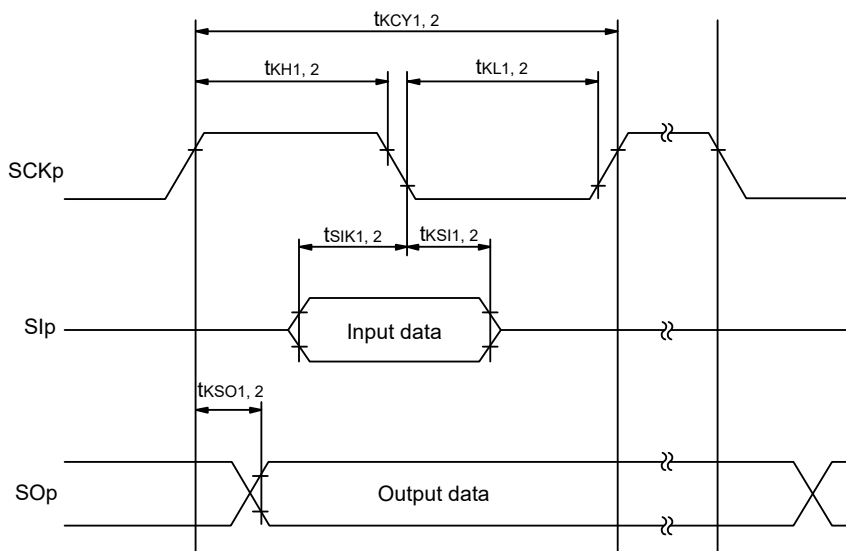 tKCY1, 2
tKH1, 2
tKL1, 2
SCKp
tSIK1, 2
tKSI1, 2
SIp
Input data
tKSO1, 2
SOp
Output data